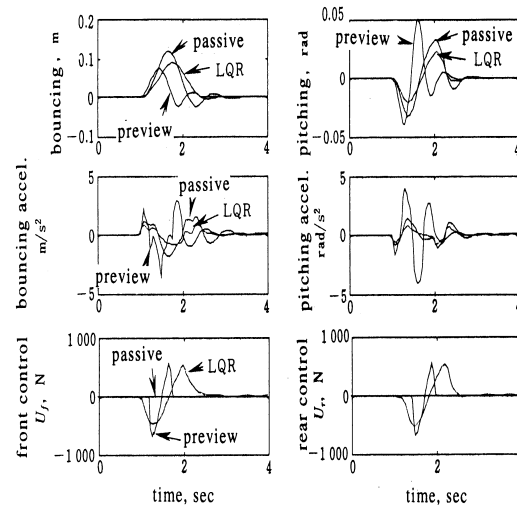 bouncing, m
0.2
0.1
0
−0.1
0
2
4
passive
LQR
preview
pitching, rad
0.05
0
−0.05
0
2
4
preview
passive
LQR
bouncing accel.
m/s²
5
0
−5
0
2
4
passive
LQR
preview
pitching accel.
rad/s²
5
0
−5
0
2
4
front control
U_f, N
1 000
0
−1 000
0
2
4
passive
LQR
preview
time, sec
rear control
U_r, N
1 000
0
−1 000
0
2
4
time, sec